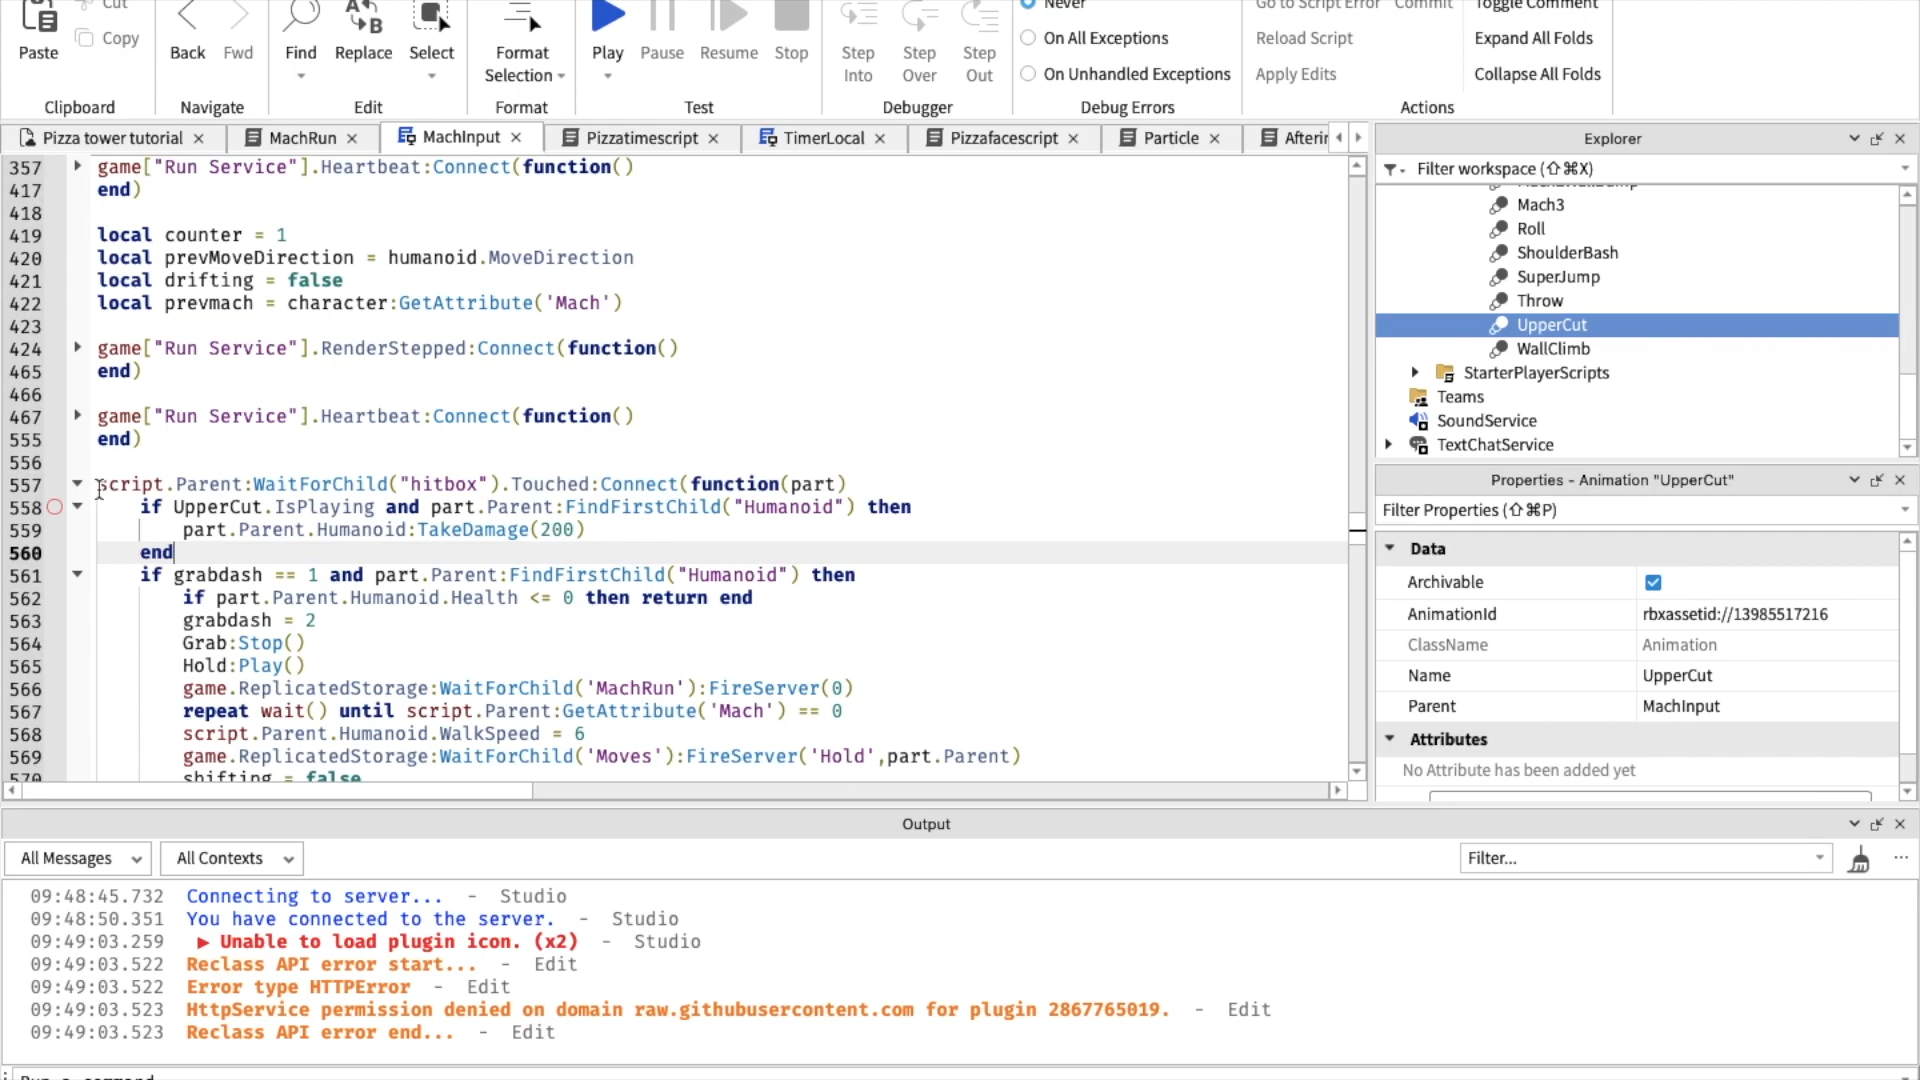 Cut
Copy
Paste
Clipboard
Back
Fwd
Navigate
Find
Replace
Select
Edit
Format
Selection
Format
Play
Pause
Resume
Stop
Test
Step
Into
Step
Over
Step
Out
Debugger
Never
On All Exceptions
On Unhandled Exceptions
Debug Errors
Go to Script Error
Commit
Toggle Comment
Reload Script
Expand All Folds
Apply Edits
Collapse All Folds
Actions
Pizza tower tutorial
MachRun
MachInput
Pizzatimescript
TimerLocal
Pizzafacescript
Particle
357 game["Run Service"].Heartbeat:Connect(function()
417 end)
418
419 local counter = 1
420 local prevMoveDirection = humanoid.MoveDirection
421 local drifting = false
422 local prevmach = character:GetAttribute('Mach')
423
424 game["Run Service"].RenderStepped:Connect(function()
465 end)
466
467 game["Run Service"].Heartbeat:Connect(function()
555 end)
556
557 script.Parent:WaitForChild("hitbox").Touched:Connect(function(part)
558 if UpperCut.IsPlaying and part.Parent:FindFirstChild("Humanoid") then
559 part.Parent.Humanoid:TakeDamage(200)
560 end
561 if grabdash == 1 and part.Parent:FindFirstChild("Humanoid") then
562 if part.Parent.Humanoid.Health <= 0 then return end
563 grabdash = 2
564 Grab:Stop()
565 Hold:Play()
566 game.ReplicatedStorage:WaitForChild('MachRun'):FireServer(0)
567 repeat wait() until script.Parent:GetAttribute('Mach') == 0
568 script.Parent.Humanoid.WalkSpeed = 6
569 game.ReplicatedStorage:WaitForChild('Moves'):FireServer('Hold',part.Parent)
570 shifting = false
Explorer
Filter workspace (⇧⌘X)
Mach3
Roll
ShoulderBash
SuperJump
Throw
UpperCut
WallClimb
StarterPlayerScripts
Teams
SoundService
TextChatService
Properties - Animation "UpperCut"
Filter Properties (⇧⌘P)
Data
Archivable
AnimationId rbxassetid://13985517216
ClassName Animation
Name UpperCut
Parent MachInput
Attributes
No Attribute has been added yet
Output
All Messages
All Contexts
Filter...
09:48:45.732 Connecting to server... - Studio
09:48:50.351 You have connected to the server. - Studio
09:49:03.259 ▶ Unable to load plugin icon. (x2) - Studio
09:49:03.522 Reclass API error start... - Edit
09:49:03.522 Error type HTTPError - Edit
09:49:03.523 HttpService permission denied on domain raw.githubusercontent.com for plugin 2867765019. - Edit
09:49:03.523 Reclass API error end... - Edit